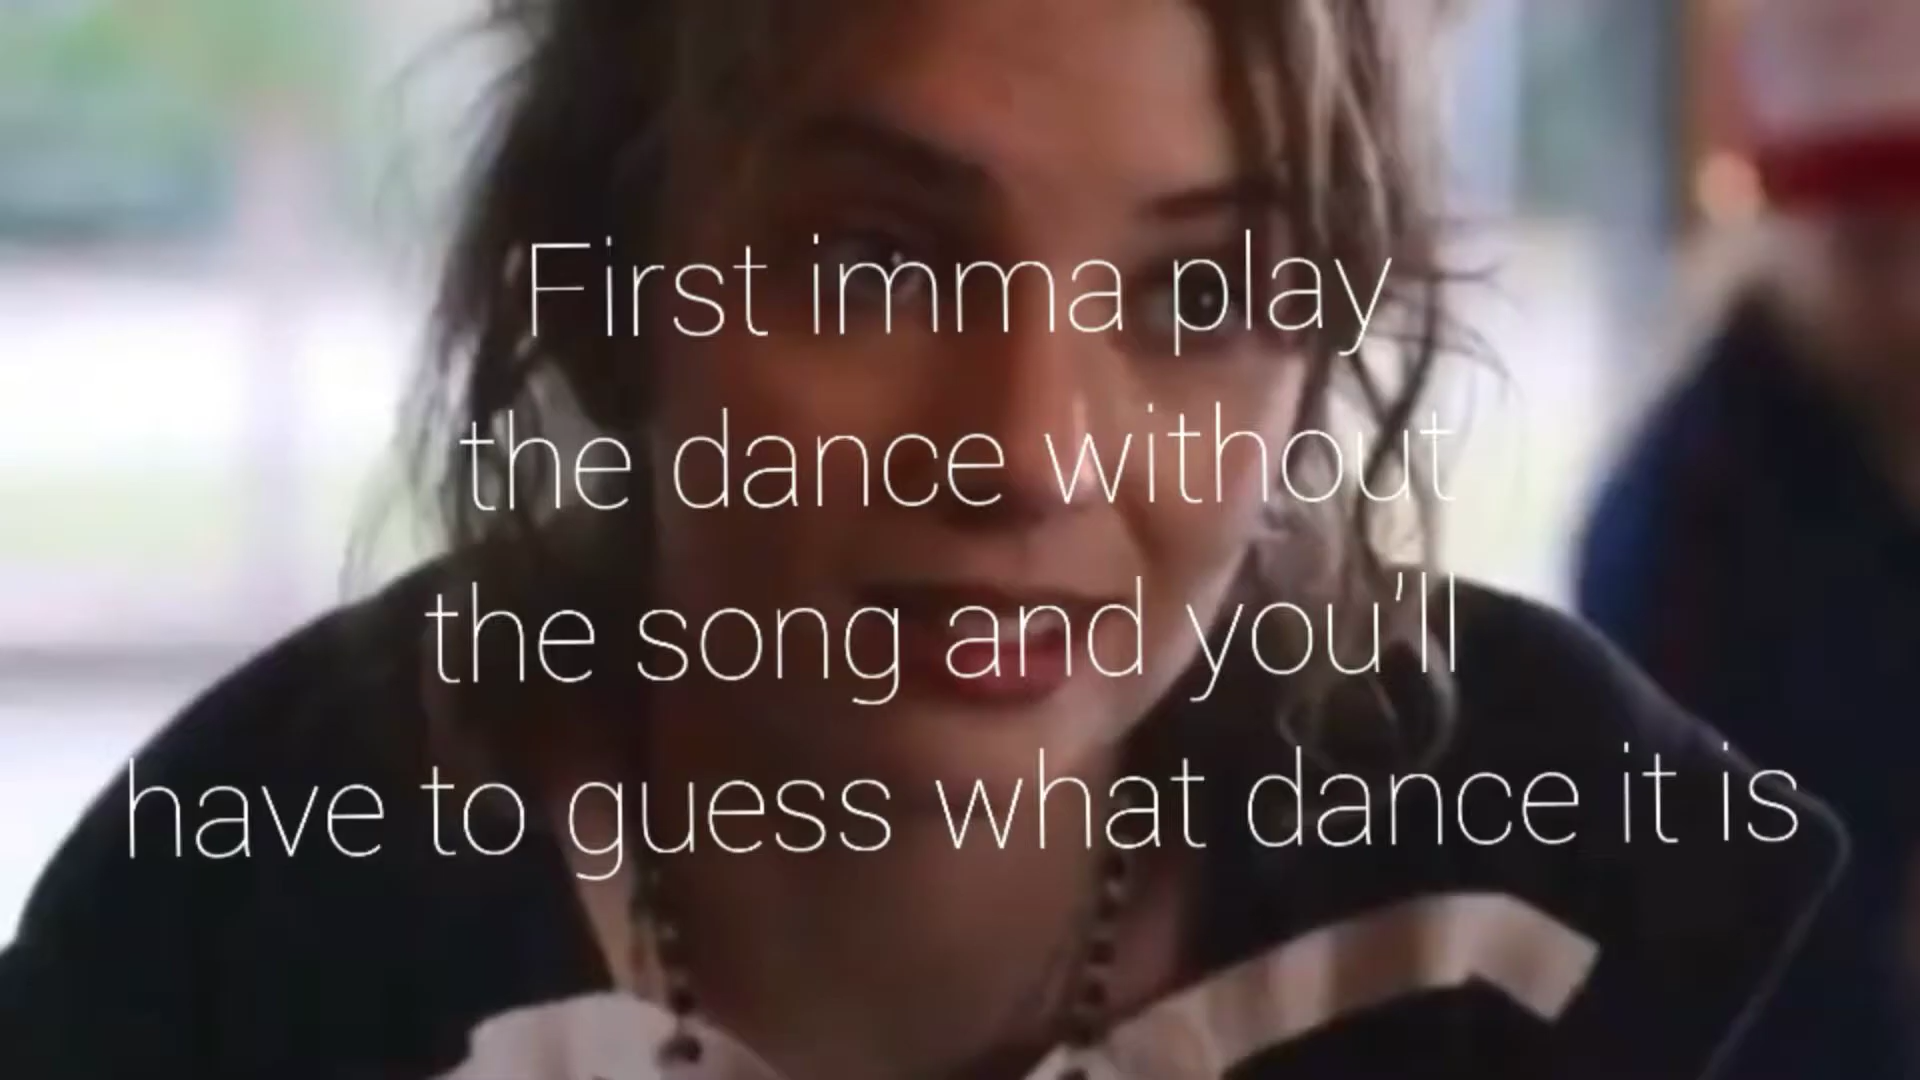 First imma play
the dance without
the song and you'll
have to guess what dance it is